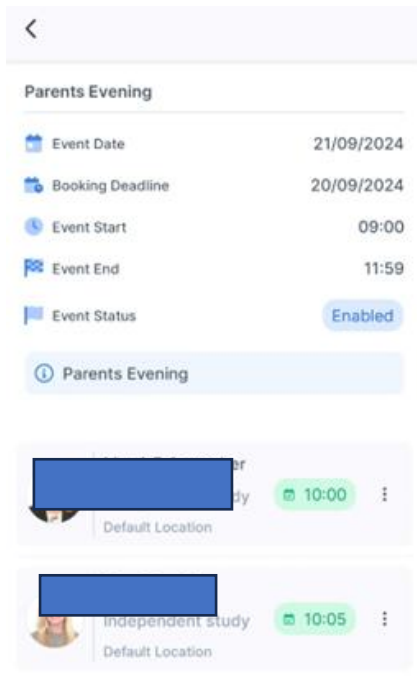 Parents Evening
Event Date 21/09/2024
Booking Deadline 20/09/2024
Event Start 09:00
Event End 11:59
Event Status Enabled
Parents Evening
10:00
Default Location
Independent study 10:05
Default Location